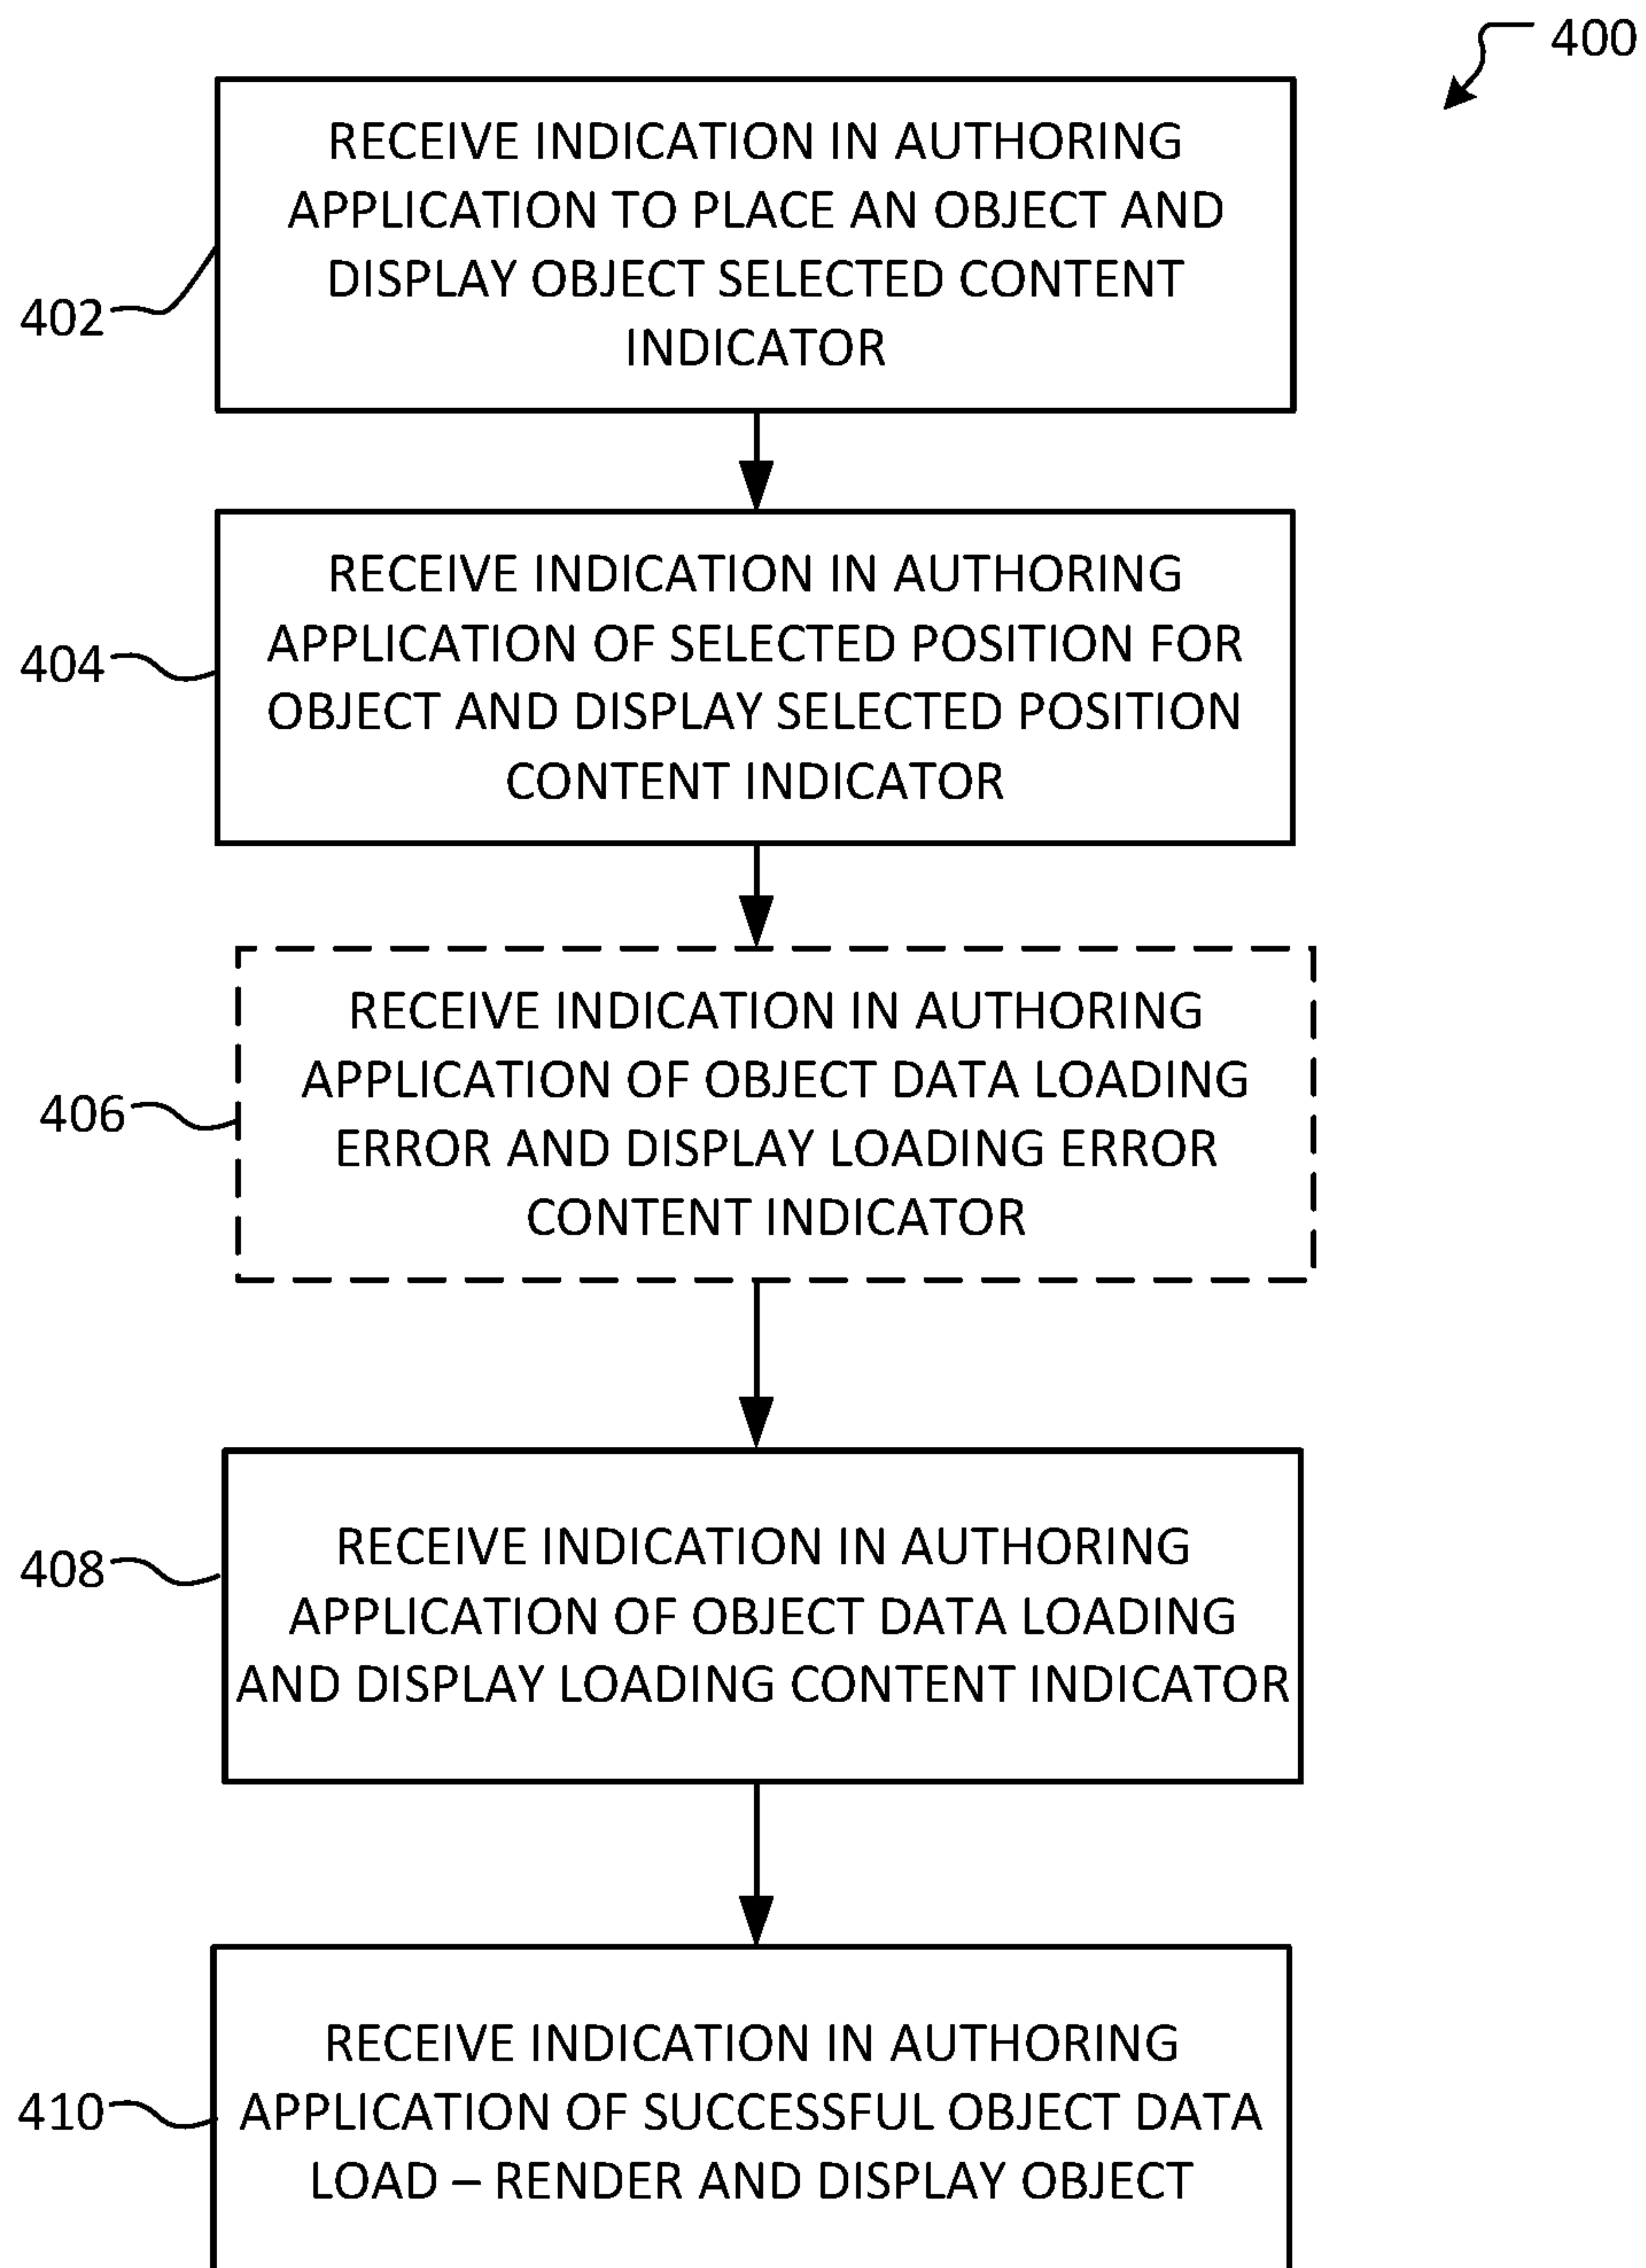 400
RECEIVE INDICATION IN AUTHORING
APPLICATION TO PLACE AN OBJECT AND
DISPLAY OBJECT SELECTED CONTENT
INDICATOR
402
RECEIVE INDICATION IN AUTHORING
APPLICATION OF SELECTED POSITION FOR
OBJECT AND DISPLAY SELECTED POSITION
CONTENT INDICATOR
404
RECEIVE INDICATION IN AUTHORING
APPLICATION OF OBJECT DATA LOADING
ERROR AND DISPLAY LOADING ERROR
CONTENT INDICATOR
406
RECEIVE INDICATION IN AUTHORING
APPLICATION OF OBJECT DATA LOADING
AND DISPLAY LOADING CONTENT INDICATOR
408
RECEIVE INDICATION IN AUTHORING
APPLICATION OF SUCCESSFUL OBJECT DATA
LOAD – RENDER AND DISPLAY OBJECT
410